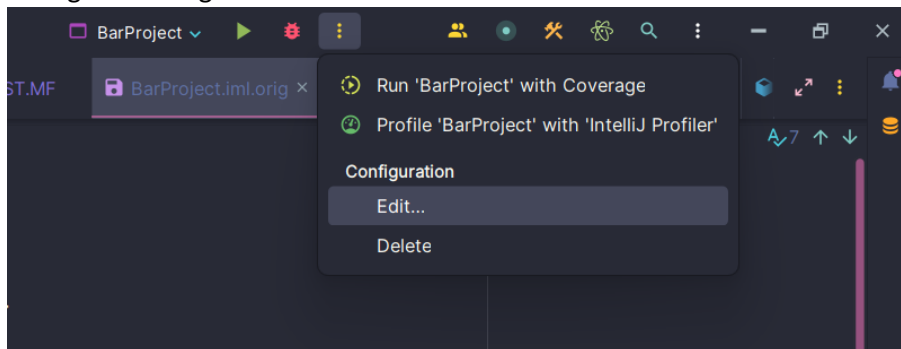 BarProject
ST.MF
BarProject.iml.orig
Run 'BarProject' with Coverage
Profile 'BarProject' with 'IntelliJ Profiler'
7
Configuration
Edit...
Delete